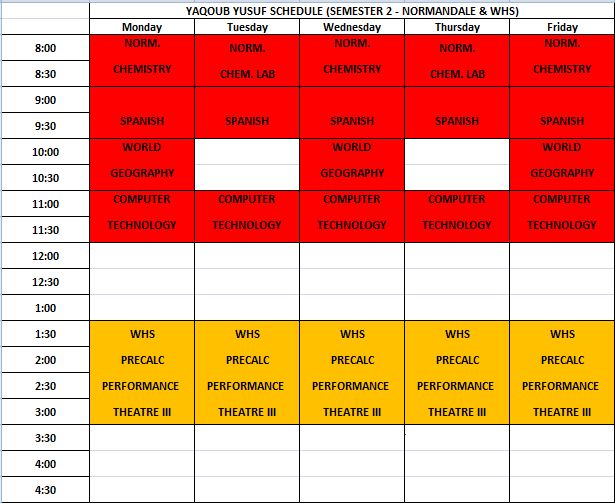 YAQOUB YUSUF SCHEDULE (SEMESTER 2 - NORMANDALE & WHS)
Monday Tuesday Wednesday Thursday Friday
8:00 NORM. NORM. NORM. NORM. NORM.
8:30 CHEMISTRY CHEM. LAB CHEMISTRY CHEM. LAB CHEMISTRY
9:00
9:30 SPANISH SPANISH SPANISH SPANISH SPANISH
10:00 WORLD WORLD WORLD
10:30 GEOGRAPHY GEOGRAPHY GEOGRAPHY
11:00 COMPUTER COMPUTER COMPUTER COMPUTER COMPUTER
11:30 TECHNOLOGY TECHNOLOGY TECHNOLOGY TECHNOLOGY TECHNOLOGY
12:00
12:30
1:00
1:30 WHS WHS WHS WHS WHS
2:00 PRECALC PRECALC PRECALC PRECALC PRECALC
2:30 PERFORMANCE PERFORMANCE PERFORMANCE PERFORMANCE PERFORMANCE
3:00 THEATRE III THEATRE III THEATRE III THEATRE III THEATRE III
3:30
4:00
4:30